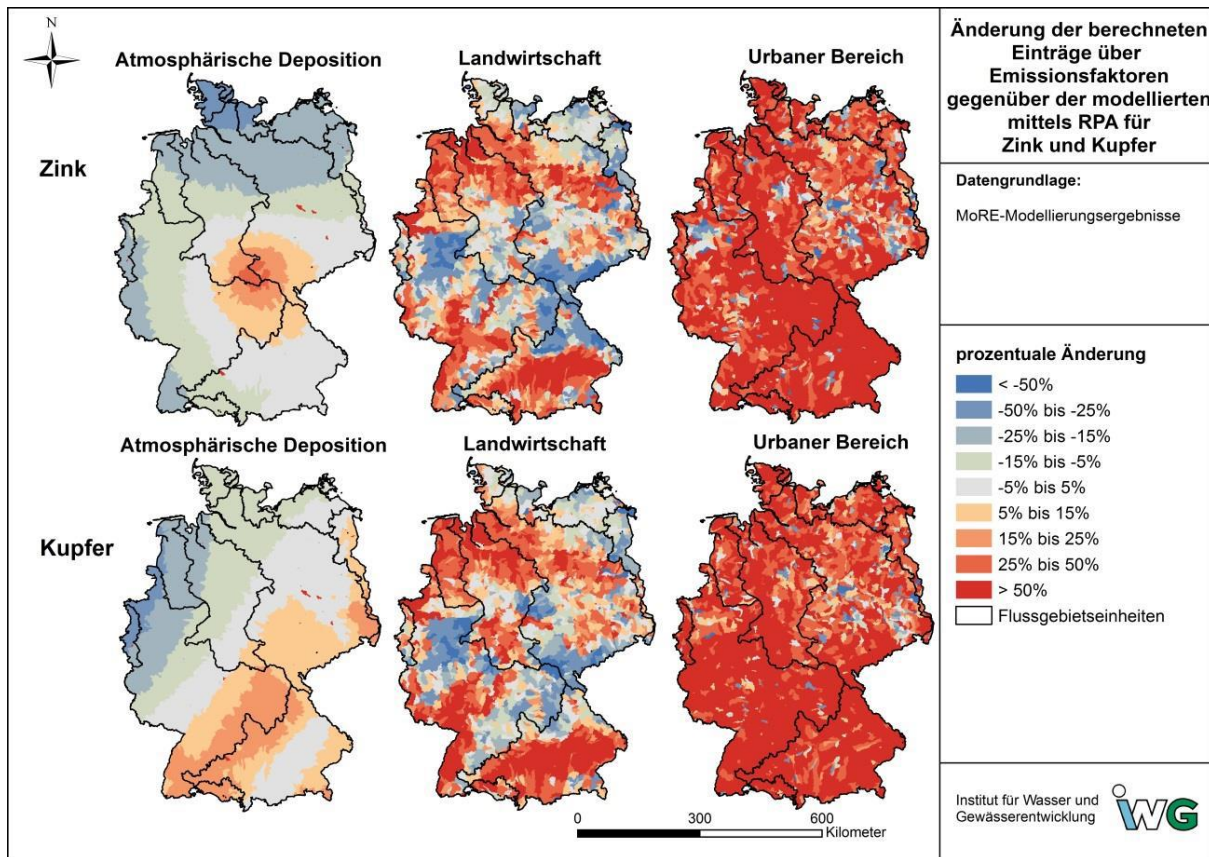 N
Atmosphärische Deposition
Landwirtschaft
Urbaner Bereich
Zink
Atmosphärische Deposition
Landwirtschaft
Urbaner Bereich
Kupfer
0 300 600
Kilometer
Änderung der berechneten
Einträge über
Emissionsfaktoren
gegenüber der modellierten
mittels RPA für
Zink und Kupfer
Datengrundlage:
MoRE-Modellierungsergebnisse
prozentuale Änderung
< -50%
-50% bis -25%
-25% bis -15%
-15% bis -5%
-5% bis 5%
5% bis 15%
15% bis 25%
25% bis 50%
> 50%
Flussgebietseinheiten
Institut für Wasser und
Gewässerentwicklung
iWG